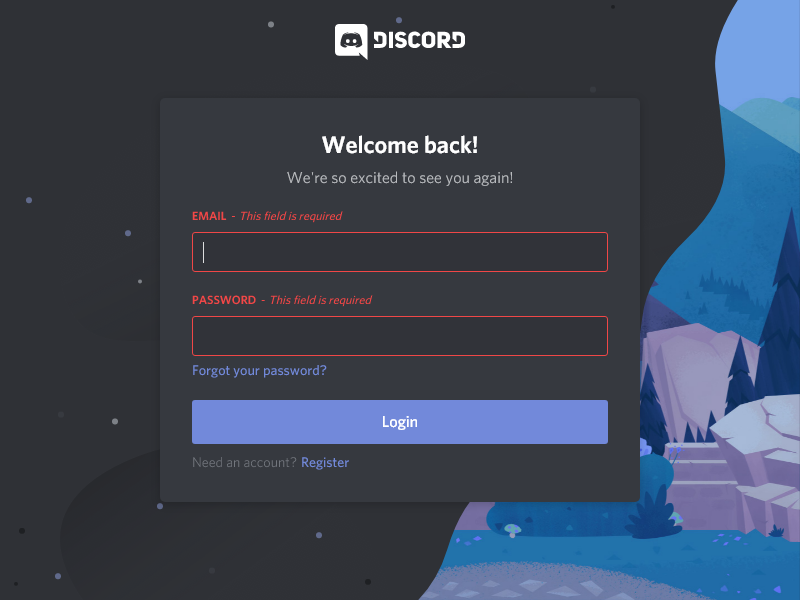 DISCORD
Welcome back!
We're so excited to see you again!
EMAIL - This field is required
PASSWORD - This field is required
Forgot your password?
Login
Need an account? Register